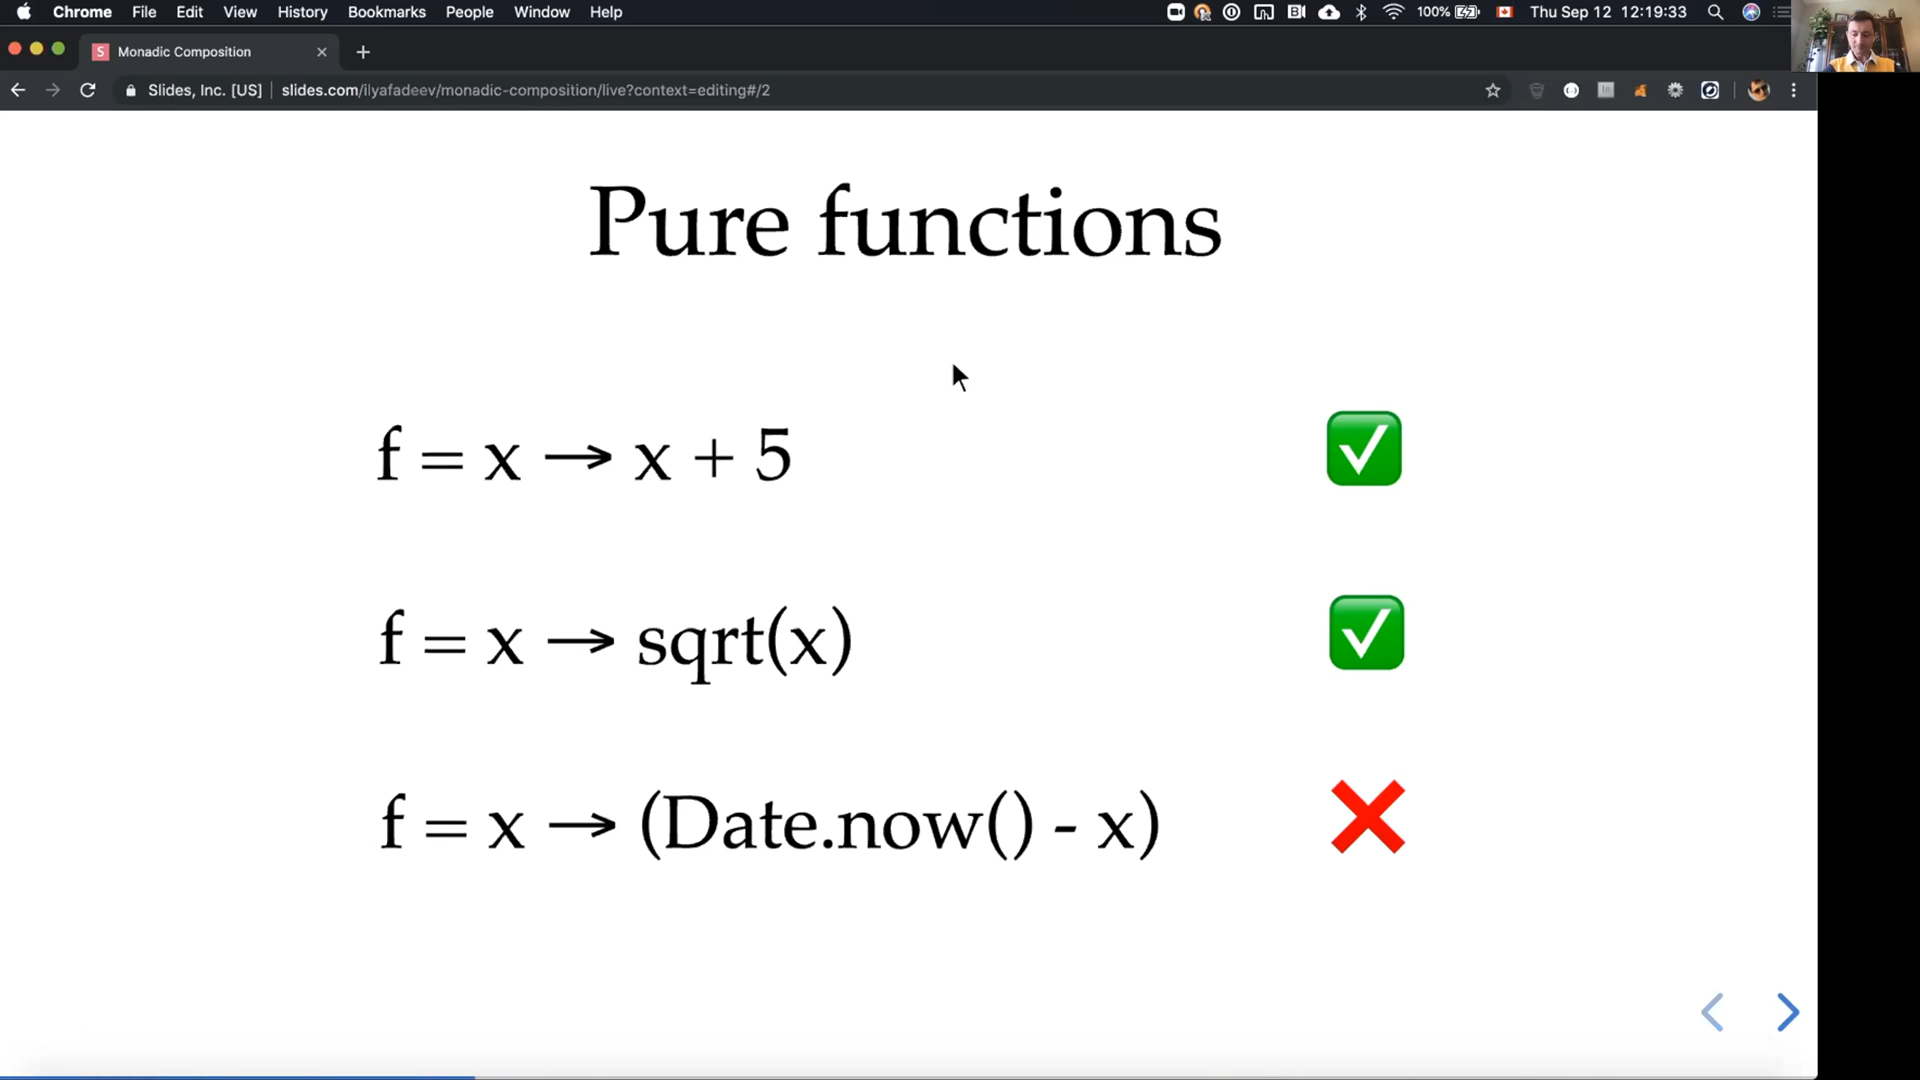 Chrome File Edit View History Bookmarks People Window Help 100% Thu Sep 12 12:19:33
S Monadic Composition
Slides, Inc. [US] slides.com/ilyafadeev/monadic-composition/live?context=editing#/2
Pure functions
f = x → x + 5 ✅
f = x → sqrt(x) ✅
f = x → (Date.now() - x) ❌